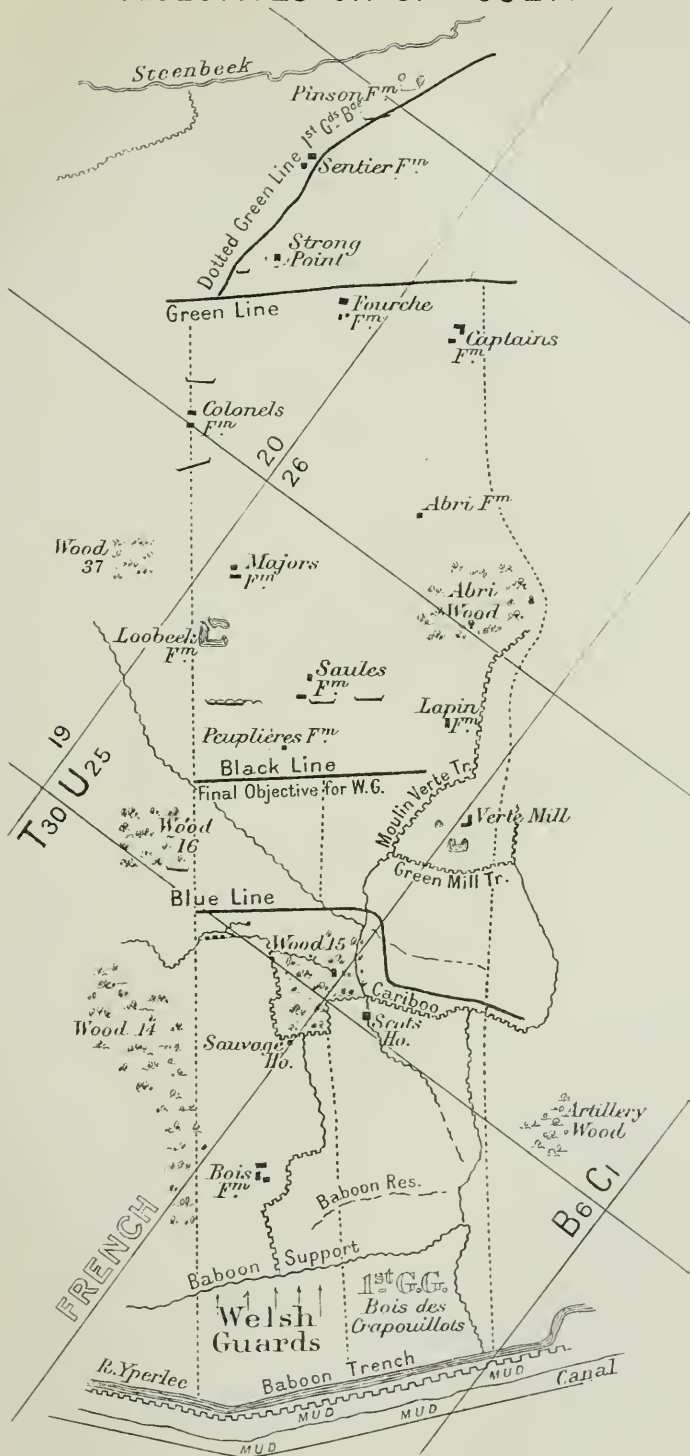 Steenbeek
Pinson Fm
Dotted Green Line 1st Gds Bde
Sentier Fm
Strong
Point
Green Line
Fourche
Fm
Captains
Fm
Colonels
Fm
20
26
Abri Fm
Wood
37
Majors
Fm
Abri
Wood
Loobeek
Fm
Saules
Fm
Lapin
Fm
19
Peuplières Fm
T30 U25
Black Line
Final Objective for W.G.
Moulin Verte Tr.
Verte Mill
Wood
16
Green Mill Tr.
Blue Line
Wood 15
Cariboo
Wood 14
Sauvage
Ho.
Scuts
Ho.
Artillery
Wood
Bois
Fm
Baboon Res.
B6 C1
FRENCH
Baboon Support
1st G.G.
Bois des
Crapouillots
Welsh
Guards
R. Yperlee
Baboon Trench
Canal
MUD
MUD
MUD
MUD